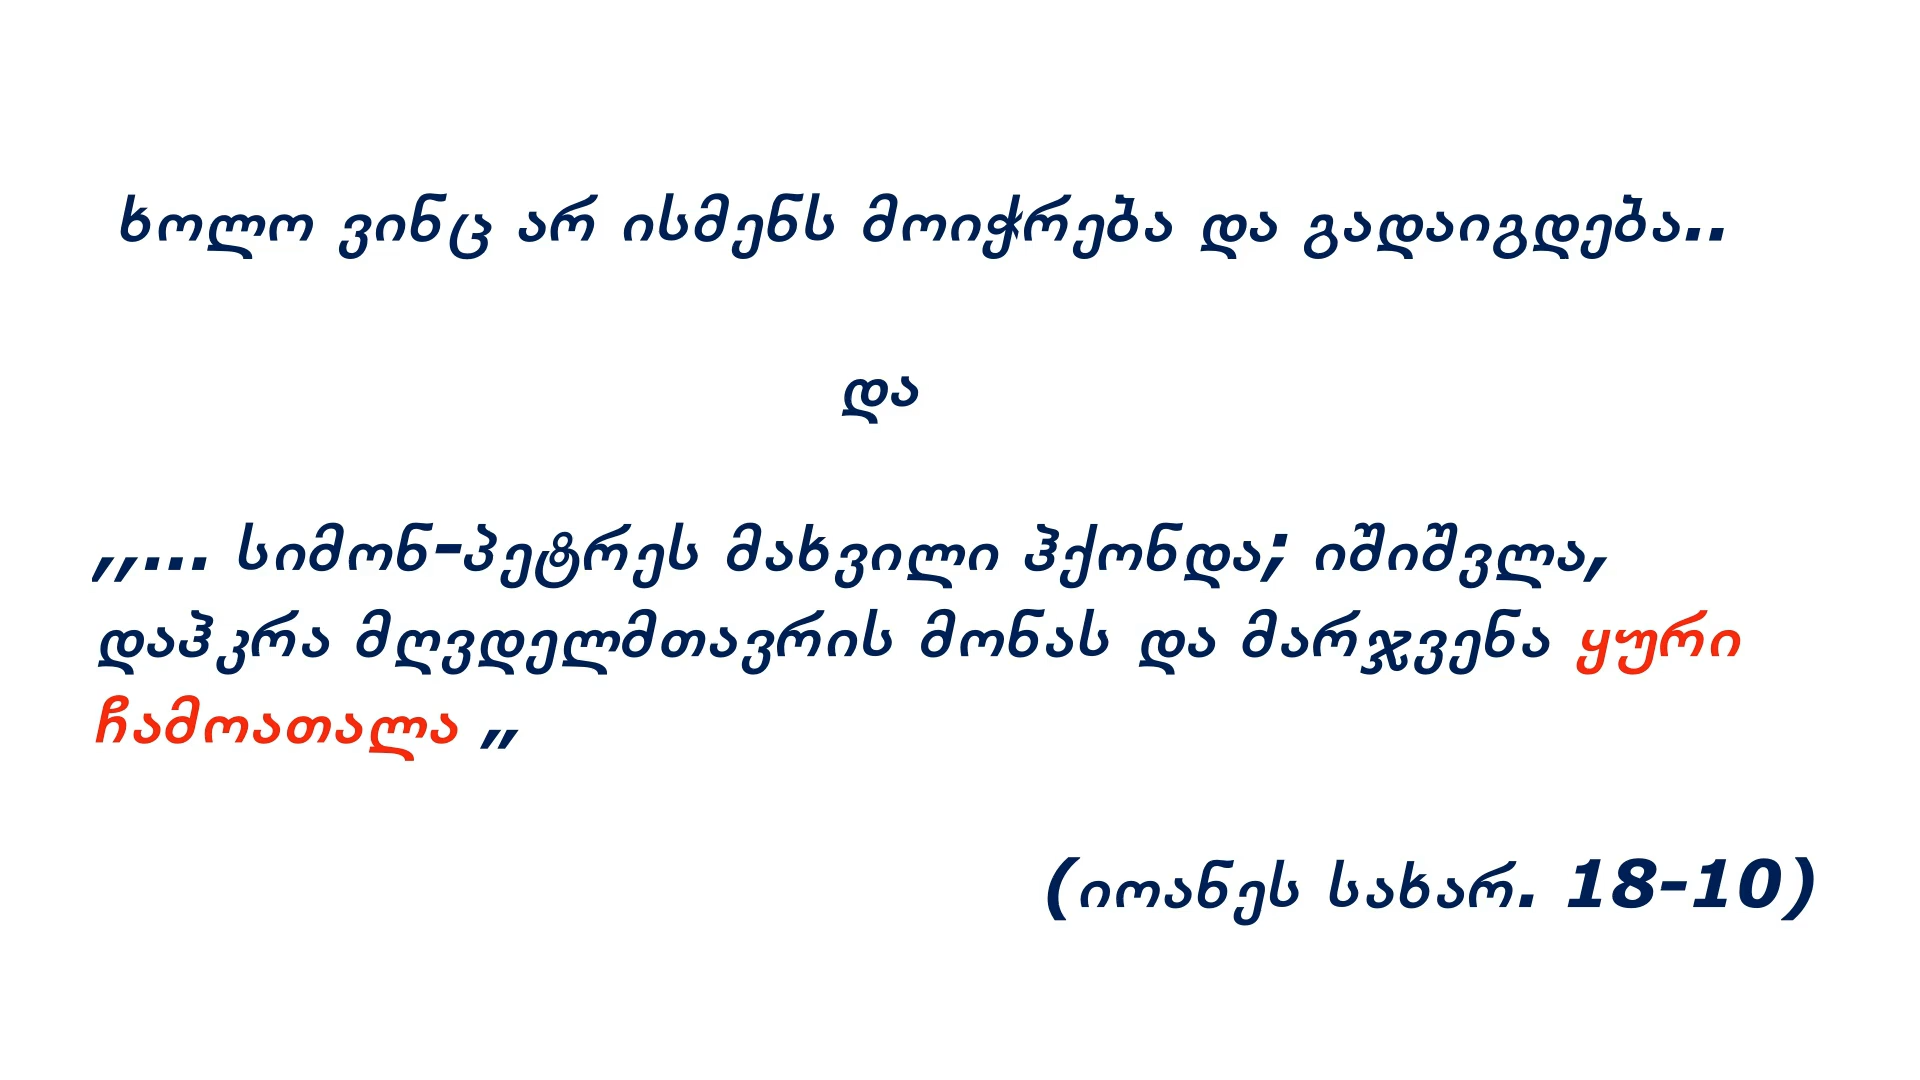 ხოლო ვინც არ ისმენს მოიჭრება და გადაიგდება..
და
,,... სიმონ-პეტრეს მახვილი ჰქონდა; იშიშვლა,
დაჰკრა მღვდელმთავრის მონას და მარჯვენა ყური
ჩამოათალა „
(იოანეს სახარ. 18-10)